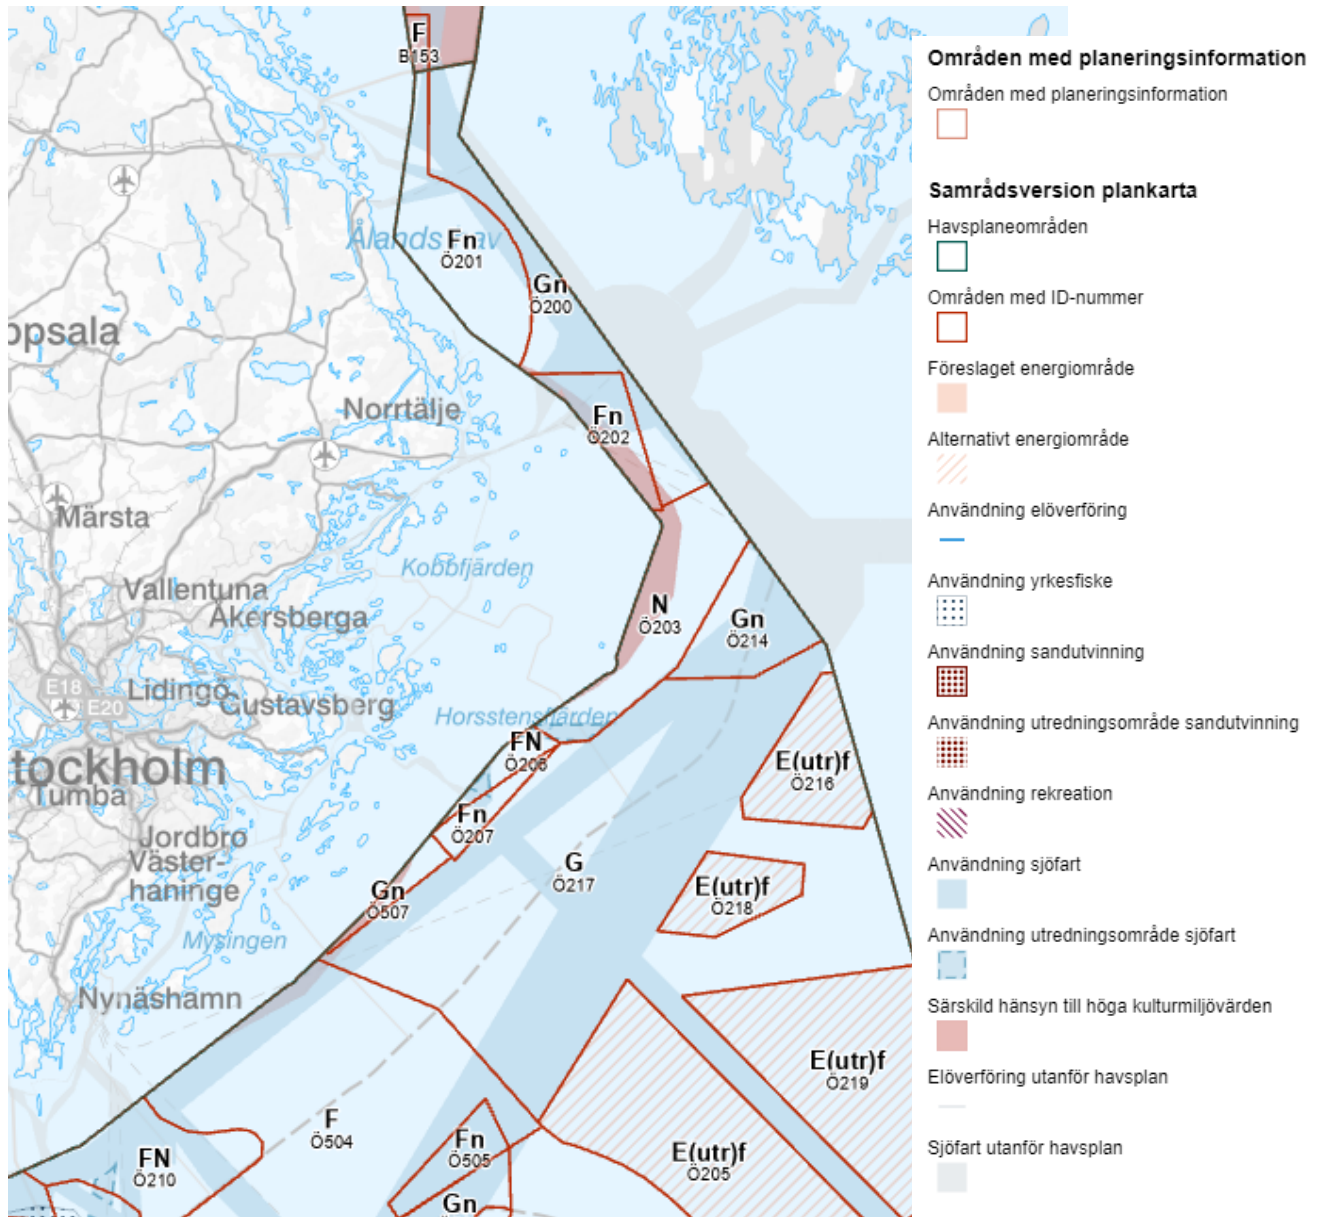 F
B153
Ålands hav
Fn
Ö201
Gn
Ö200
ppsala
Norrtälje
Fn
Ö202
Märsta
Kobbfjärden
Vallentuna
Åkersberga
N
Ö203
Gn
Ö214
E18
E20
Lidingö
Gustavsberg
Horsstensfjärden
FN
Ö206
E(utr)f
Ö216
tockholm
Tumba
Fn
Ö207
Jordbro
Väster-
haninge
G
Ö217
Gn
Ö507
E(utr)f
Ö218
Mysingen
Nynäshamn
E(utr)f
Ö219
F
Ö504
Fn
Ö505
E(utr)f
Ö205
FN
Ö210
Gn
Områden med planeringsinformation
Områden med planeringsinformation
Samrådsversion plankarta
Havsplaneområden
Områden med ID-nummer
Föreslaget energiområde
Alternativt energiområde
Användning elöverföring
Användning yrkesfiske
Användning sandutvinning
Användning utredningsområde sandutvinning
Användning rekreation
Användning sjöfart
Användning utredningsområde sjöfart
Särskild hänsyn till höga kulturmiljövärden
Elöverföring utanför havsplan
Sjöfart utanför havsplan